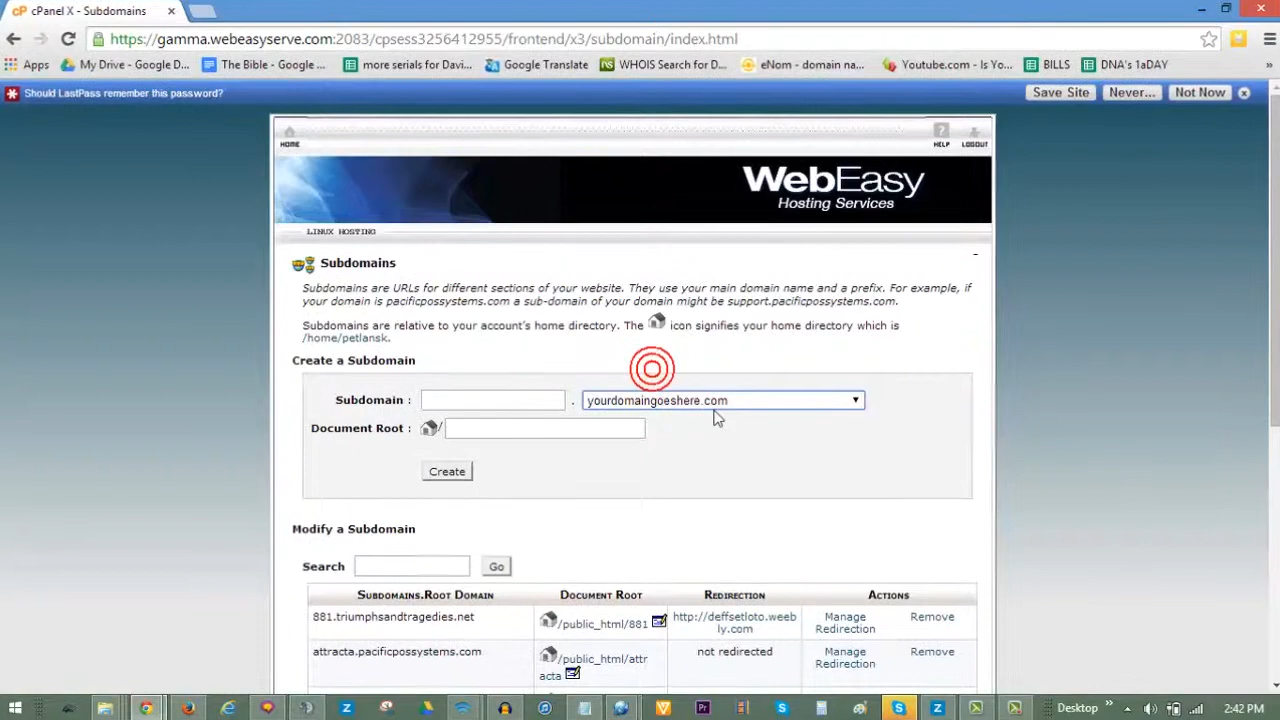 cPanel X - Subdomains
https://gamma.webeasyserve.com:2083/cpsess3256412955/frontend/x3/subdomain/index.html
Apps My Drive - Google D... The Bible - Google ... more serials for Davi... Google Translate WHOIS Search for D... eNom - domain na... Youtube.com - Is Yo... BILLS DNA's 1aDAY »
Should LastPass remember this password? Save Site Never... Not Now
HOME HELP LOGOUT
WebEasy
Hosting Services
LINUX HOSTING
Subdomains
Subdomains are URLs for different sections of your website. They use your main domain name and a prefix. For example, if
your domain is pacificpossystems.com a sub-domain of your domain might be support.pacificpossystems.com.
Subdomains are relative to your account's home directory. The icon signifies your home directory which is
/home/petlansk.
Create a Subdomain
Subdomain : . yourdomaingoeshere.com
Document Root : /
Create
Modify a Subdomain
Search Go
SUBDOMAINS.ROOT DOMAIN DOCUMENT ROOT REDIRECTION ACTIONS
881.triumphsandtragedies.net /public_html/881 http://deffsetloto.weeb Manage Remove
ly.com Redirection
attracta.pacificpossystems.com /public_html/attr not redirected Manage Remove
acta Redirection
Desktop » 2:42 PM